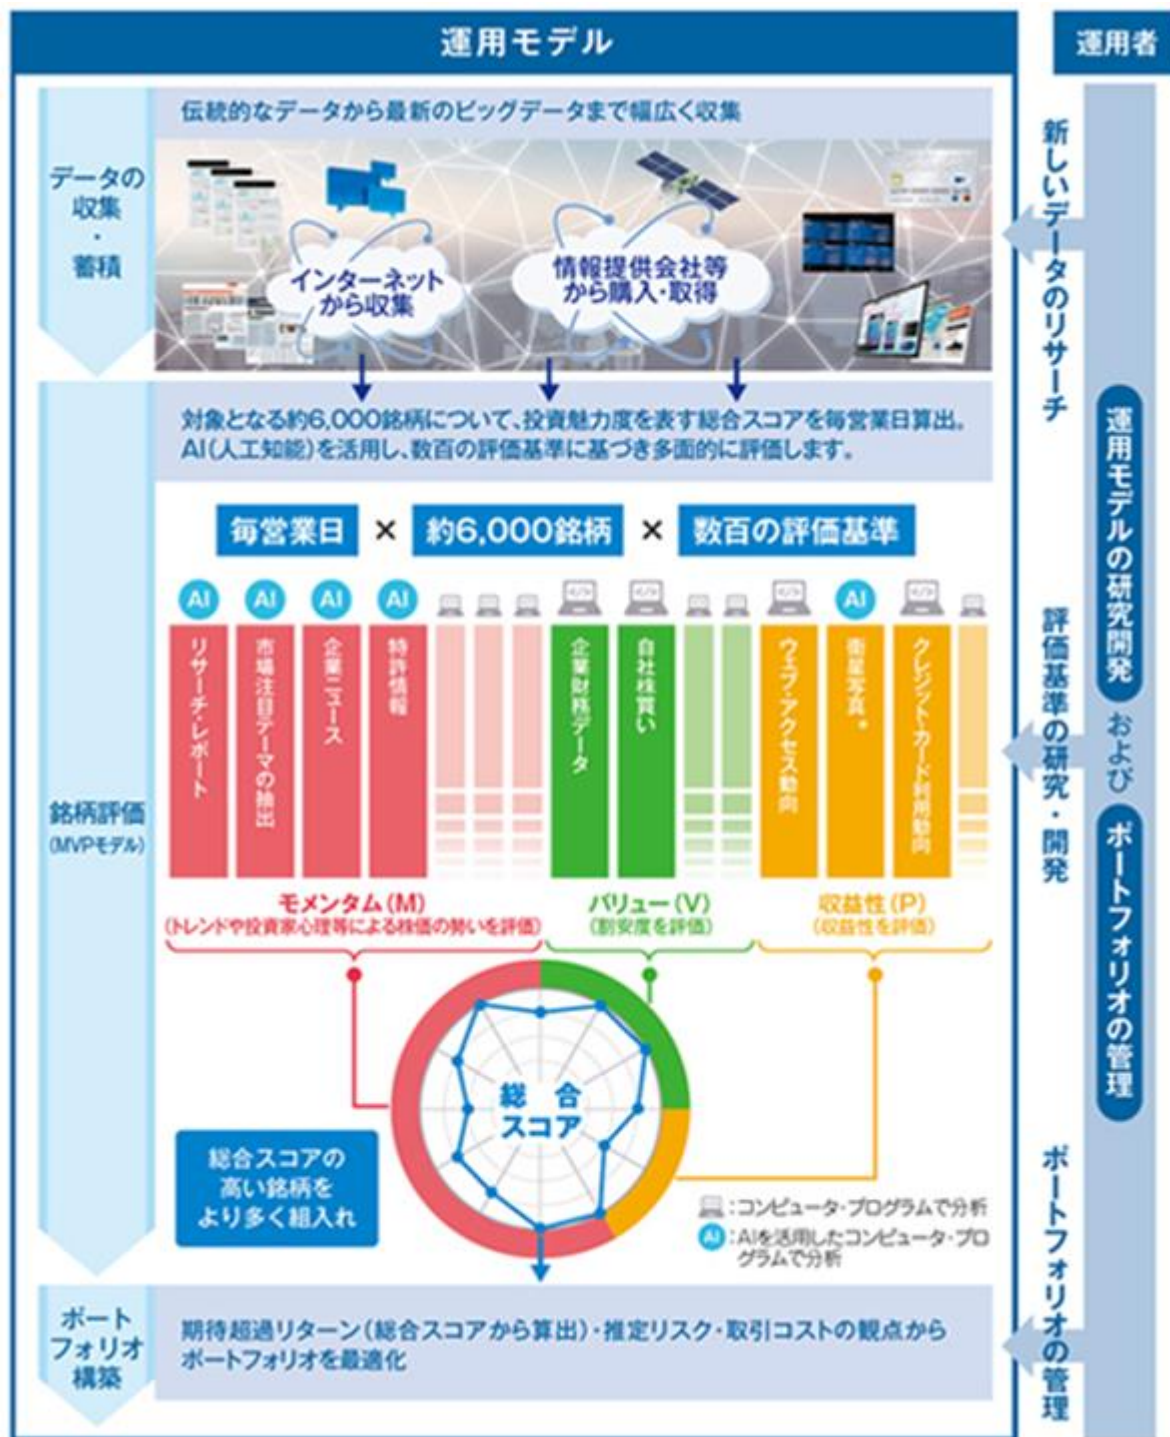 運用モデル
運用者
データの
収集
・
蓄積
伝統的なデータから最新のビッグデータまで幅広く収集
インターネット
から収集
情報提供会社等
から購入・取得
新しいデータのリサーチ
対象となる約6,000銘柄について、投資魅力度を表す総合スコアを毎営業日算出。
AI(人工知能)を活用し、数百の評価基準に基づき多面的に評価します。
銘柄評価
(MVPモデル)
毎営業日 × 約6,000銘柄 × 数百の評価基準
AI
AI
AI
AI
AI
リサーチ・レポート
市場注目テーマの抽出
企業ニュース
特許情報
企業財務データ
自社株買い
ウェブ・アクセス動向
衛星写真*
クレジット・カード利用動向
モメンタム(M)
(トレンドや投資家心理等による株価の勢いを評価)
バリュー(V)
(割安度を評価)
収益性(P)
(収益性を評価)
評価基準の研究・開発
総 合
スコア
総合スコアの
高い銘柄を
より多く組入れ
:コンピュータ・プログラムで分析
AI :AIを活用したコンピュータ・プロ
グラムで分析
ポート
フォリオ
構築
期待超過リターン(総合スコアから算出)・推定リスク・取引コストの観点から
ポートフォリオを最適化
ポートフォリオの管理
運用モデルの研究開発
および
ポートフォリオの管理